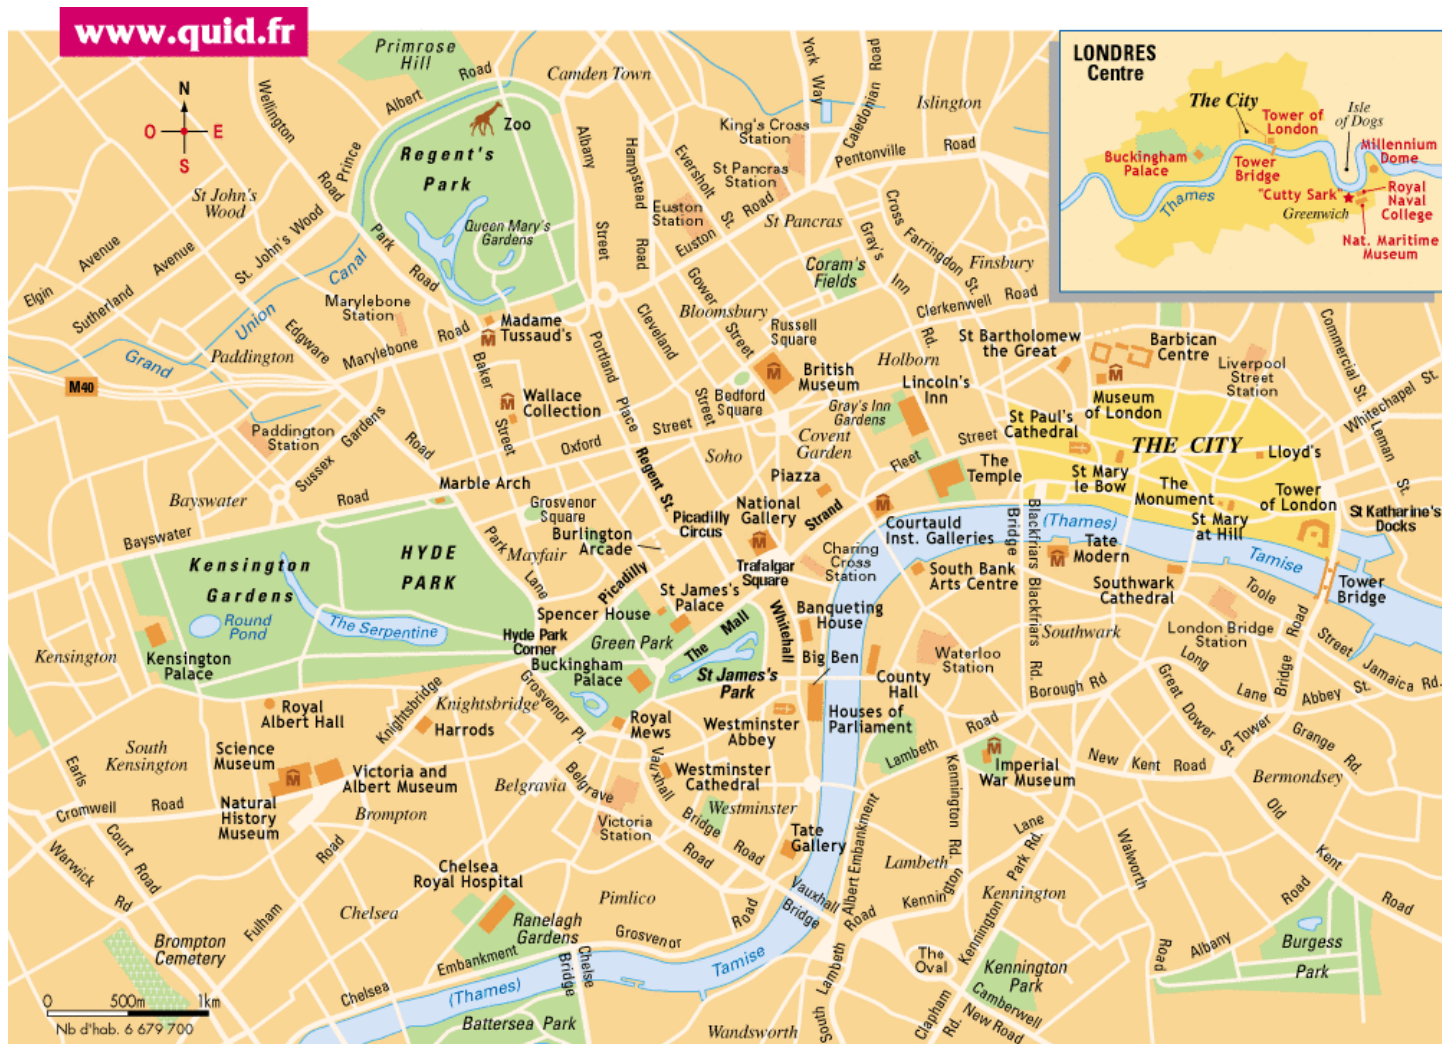 www.quid.fr
N
O
E
S
Primrose
Hill
Albert
Road
Camden Town
York Way
Caledonian Road
Islington
Wellington
Road
Prince
Zoo
Regent's
Park
Queen Mary's
Gardens
Albany
Street
Hampstead
Road
Eversholt
St.
King's Cross
Station
St Pancras
Station
Euston
Station
Euston
Road
Pentonville
Road
St Pancras
St John's
Wood
St. John's Wood
Park
Road
Canal
Union
Grand
Avenue
Avenue
Elgin
Sutherland
Edgware
Road
Paddington
Marylebone
Station
Marylebone
Road
Madame
Tussaud's
Baker
Street
Wallace
Collection
Portland
Place
Cleveland
Street
Gower
Street
Bloomsbury
Russell
Square
British
Museum
Bedford
Square
Coram's
Fields
Gray's
Inn
Rd.
Cross
Farringdon
St.
Finsbury
Clerkenwell
Road
Holborn
Lincoln's
Inn
Gray's Inn
Gardens
St Bartholomew
the Great
Barbican
Centre
Museum
of London
Liverpool
Street
Station
Commercial St.
Whitechapel St.
Leman
St.
M40
Paddington
Station
Sussex
Gardens
Oxford
Street
Soho
Regent St.
Covent
Garden
Piazza
Fleet
Street
The
Temple
St Paul's
Cathedral
THE CITY
Lloyd's
St Mary
le Bow
The
Monument
St Mary
at Hill
Tower
of London
St Katharine's
Docks
Bayswater
Bayswater
Road
Marble Arch
Grosvenor
Square
Burlington
Arcade
Picadilly
Circus
National
Gallery
Strand
Trafalgar
Square
Courtauld
Inst. Galleries
Charing
Cross
Station
Blackfriars
Bridge
Blackfriars
Rd.
(Thames)
Tamise
Tate
Modern
South Bank
Arts Centre
Southwark
Cathedral
Toole
Street
Tower
Bridge
Kensington
Gardens
HYDE
PARK
Round
Pond
The Serpentine
Park
Lane
Mayfair
Picadilly
Spencer House
St James's
Palace
Green Park
The Mall
St James's
Park
Whitehall
Banqueting
House
Big Ben
County
Hall
Waterloo
Station
Southwark
London Bridge
Station
Long
Lane
Bridge
Road
Tower
Abbey St.
Jamaica Rd.
Kensington
Kensington
Palace
Hyde Park
Corner
Buckingham
Palace
Royal
Albert Hall
Knightsbridge
Knightsbridge
Harrods
Grosvenor
Pl.
Royal
Mews
Westminster
Abbey
Houses of
Parliament
Borough Rd
Great
Dower
St.
Grange
Rd.
Lambeth
Road
Imperial
War Museum
New Kent Road
Bermondsey
South
Kensington
Science
Museum
Victoria and
Albert Museum
Natural
History
Museum
Brompton
Belgravia
Belgrave
Victoria
Station
Vauxhall
Bridge
Road
Westminster
Cathedral
Westminster
Tate
Gallery
Earls
Court
Road
Cromwell
Road
Warwick
Rd
Fulham
Road
Chelsea
Royal Hospital
Chelsea
Ranelagh
Gardens
Pimlico
Grosvenor
Road
Vauxhall
Bridge
Albert Embankment
Lambeth
Kennington Rd.
Kennington
Lane
Kennington
Park Rd.
Kennington
Walworth
Road
Old
Kent
Road
Albany
Road
Burgess
Park
Brompton
Cemetery
Chelsea
Embankment
(Thames)
Chelse
Bridge
Tamise
Battersea Park
Wandsworth
South
Lambeth
Road
The
Oval
Clapham
Rd.
Kennington
Park
Camberwell
New Road
0
500m
1km
Nb d'hab. 6 679 700
LONDRES
Centre
The City
Tower of
London
Isle
of Dogs
Millennium
Dome
Buckingham
Palace
Tower
Bridge
Thames
"Cutty Sark"
Greenwich
Royal
Naval
College
Nat. Maritime
Museum